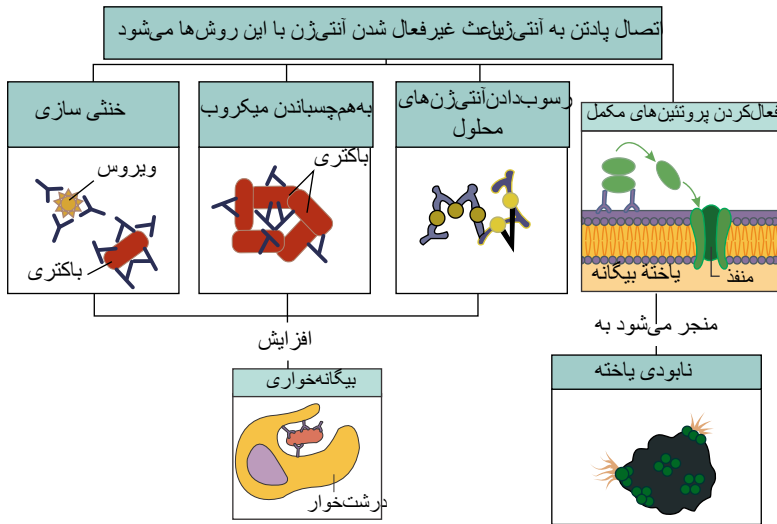 اتصال پادتن به آنتی‌ژن باعث غیرفعال شدن آنتی‌ژن با این روش‌ها می‌شود
خنثی سازی
به‌هم‌چسباندن میکروب
رسوب‌دادن آنتی‌ژن‌های
محلول
فعال‌کردن پروتئین‌های مکمل
ویروس
باکتری
باکتری
یاختهٔ بیگانه
منفذ
افزایش
منجر می‌شود به
بیگانه‌خواری
درشت‌خوار
نابودی یاخته